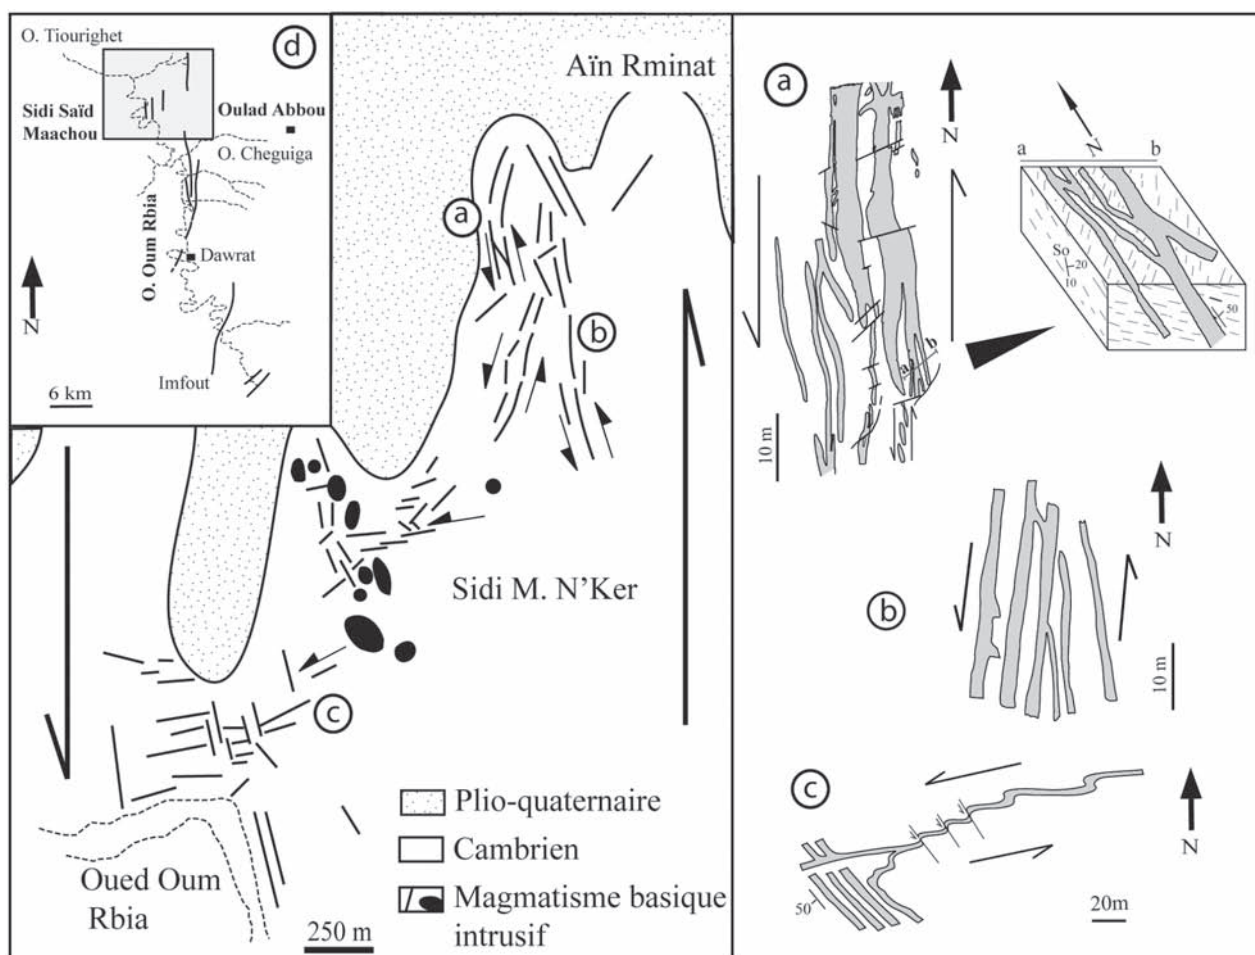 O. Tiourighet
d
Sidi Saïd
Maachou
Oulad Abbou
O. Cheguiga
O. Oum Rbia
Dawrat
N
Imfout
6 km
Aïn Rminat
a
b
Sidi M. N'Ker
c
Plio-quaternaire
Cambrien
Magmatisme basique
intrusif
Oued Oum
Rbia
250 m
a
N
N
a
b
So
20
10
50
a
b
10 m
b
N
10 m
c
N
50
20m